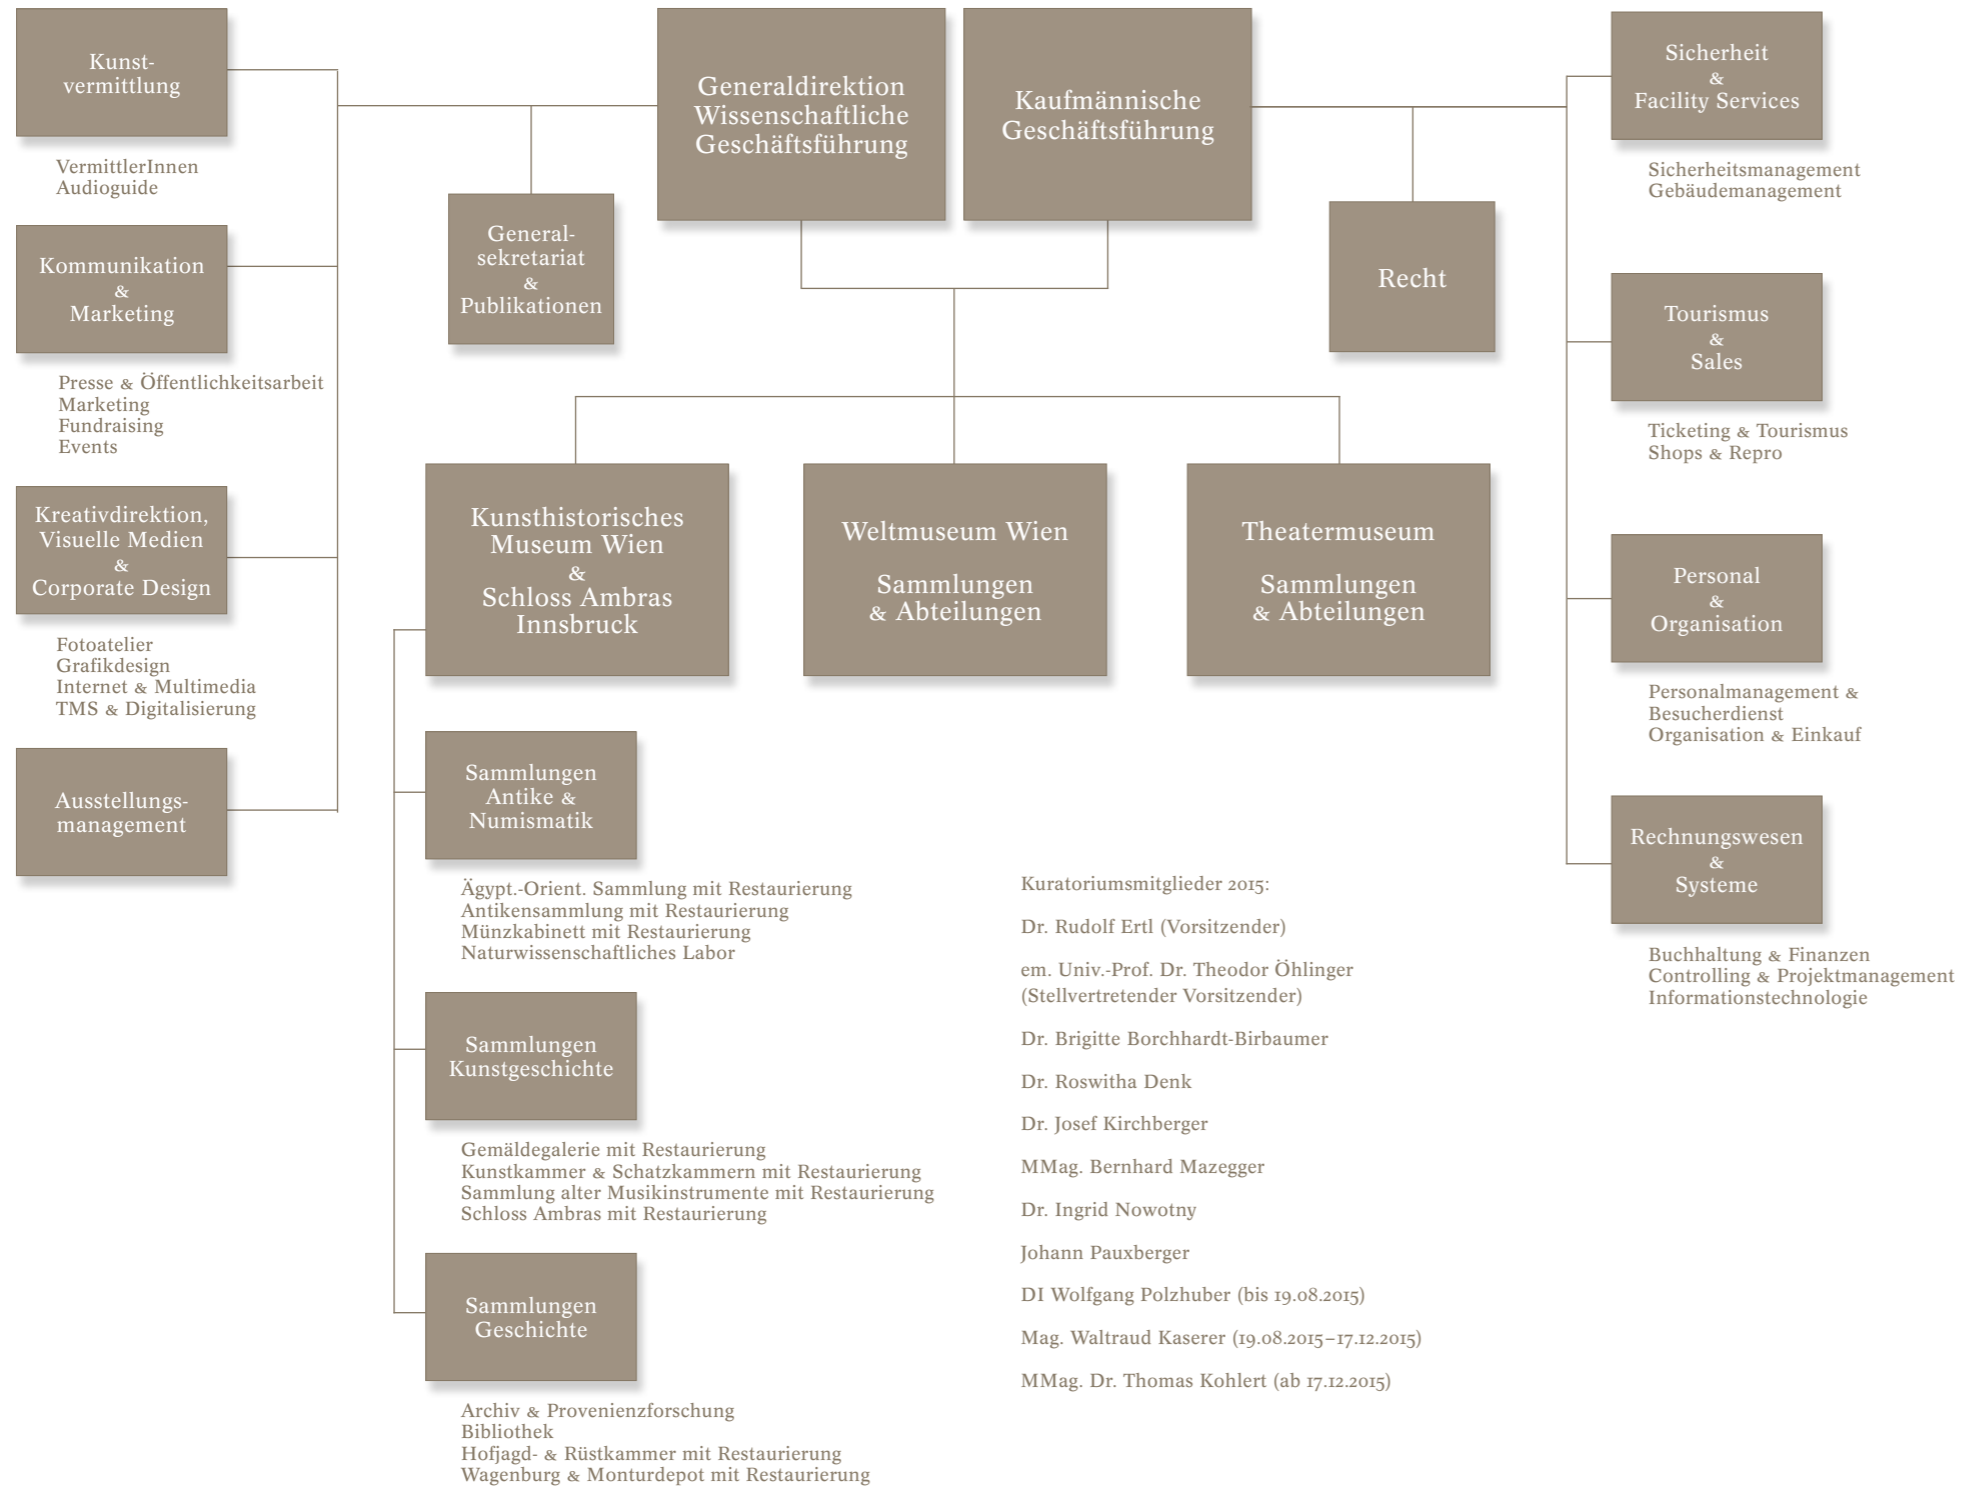 Kunst-
vermittlung
VermittlerInnen
Audioguide
Kommunikation
&
Marketing
Presse & Öffentlichkeitsarbeit
Marketing
Fundraising
Events
Kreativdirektion,
Visuelle Medien
&
Corporate Design
Fotoatelier
Grafikdesign
Internet & Multimedia
TMS & Digitalisierung
Ausstellungs-
management
General-
sekretariat
&
Publikationen
Generaldirektion
Wissenschaftliche
Geschäftsführung
Kaufmännische
Geschäftsführung
Recht
Kunsthistorisches
Museum Wien
&
Schloss Ambras
Innsbruck
Weltmuseum Wien
Sammlungen
& Abteilungen
Theatermuseum
Sammlungen
& Abteilungen
Sammlungen
Antike &
Numismatik
Ägypt.-Orient. Sammlung mit Restaurierung
Antikensammlung mit Restaurierung
Münzkabinett mit Restaurierung
Naturwissenschaftliches Labor
Sammlungen
Kunstgeschichte
Gemäldegalerie mit Restaurierung
Kunstkammer & Schatzkammern mit Restaurierung
Sammlung alter Musikinstrumente mit Restaurierung
Schloss Ambras mit Restaurierung
Sammlungen
Geschichte
Archiv & Provenienzforschung
Bibliothek
Hofjagd- & Rüstkammer mit Restaurierung
Wagenburg & Monturdepot mit Restaurierung
Kuratoriumsmitglieder 2015:
Dr. Rudolf Ertl (Vorsitzender)
em. Univ.-Prof. Dr. Theodor Öhlinger
(Stellvertretender Vorsitzender)
Dr. Brigitte Borchhardt-Birbaumer
Dr. Roswitha Denk
Dr. Josef Kirchberger
MMag. Bernhard Mazegger
Dr. Ingrid Nowotny
Johann Pauxberger
DI Wolfgang Polzhuber (bis 19.08.2015)
Mag. Waltraud Kaserer (19.08.2015–17.12.2015)
MMag. Dr. Thomas Kohlert (ab 17.12.2015)
Sicherheit
&
Facility Services
Sicherheitsmanagement
Gebäudemanagement
Tourismus
&
Sales
Ticketing & Tourismus
Shops & Repro
Personal
&
Organisation
Personalmanagement &
Besucherdienst
Organisation & Einkauf
Rechnungswesen
&
Systeme
Buchhaltung & Finanzen
Controlling & Projektmanagement
Informationstechnologie